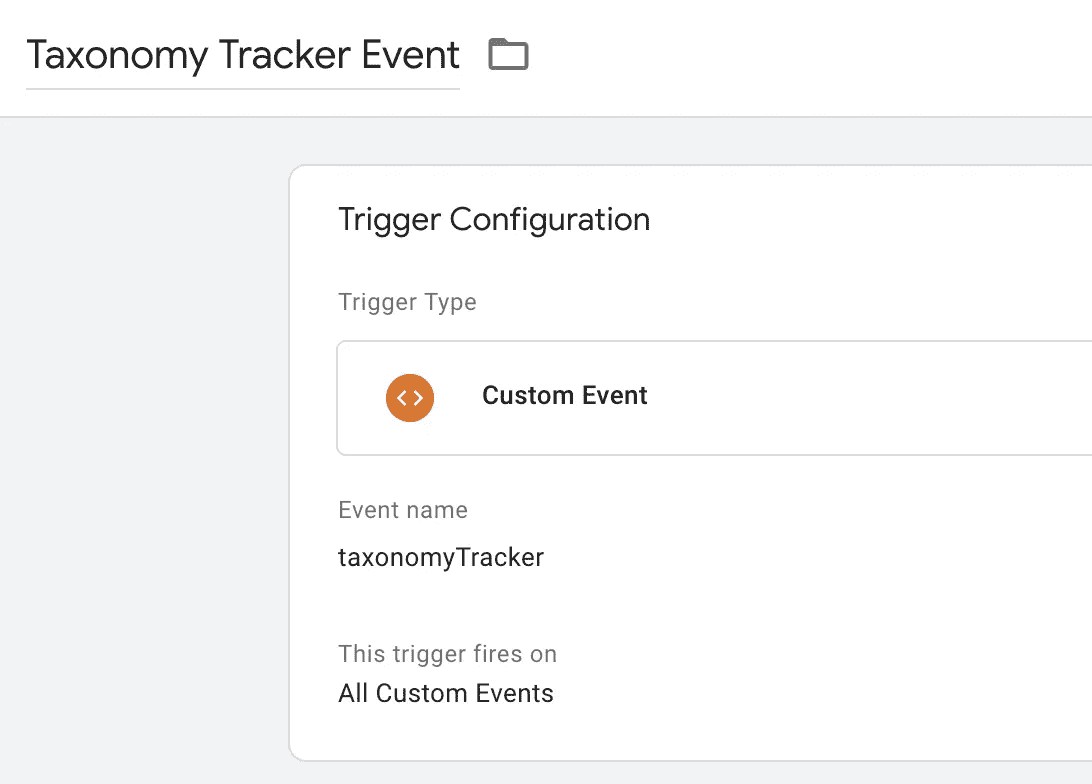 Taxonomy Tracker Event
Trigger Configuration
Trigger Type
Custom Event
Event name
taxonomyTracker
This trigger fires on
All Custom Events